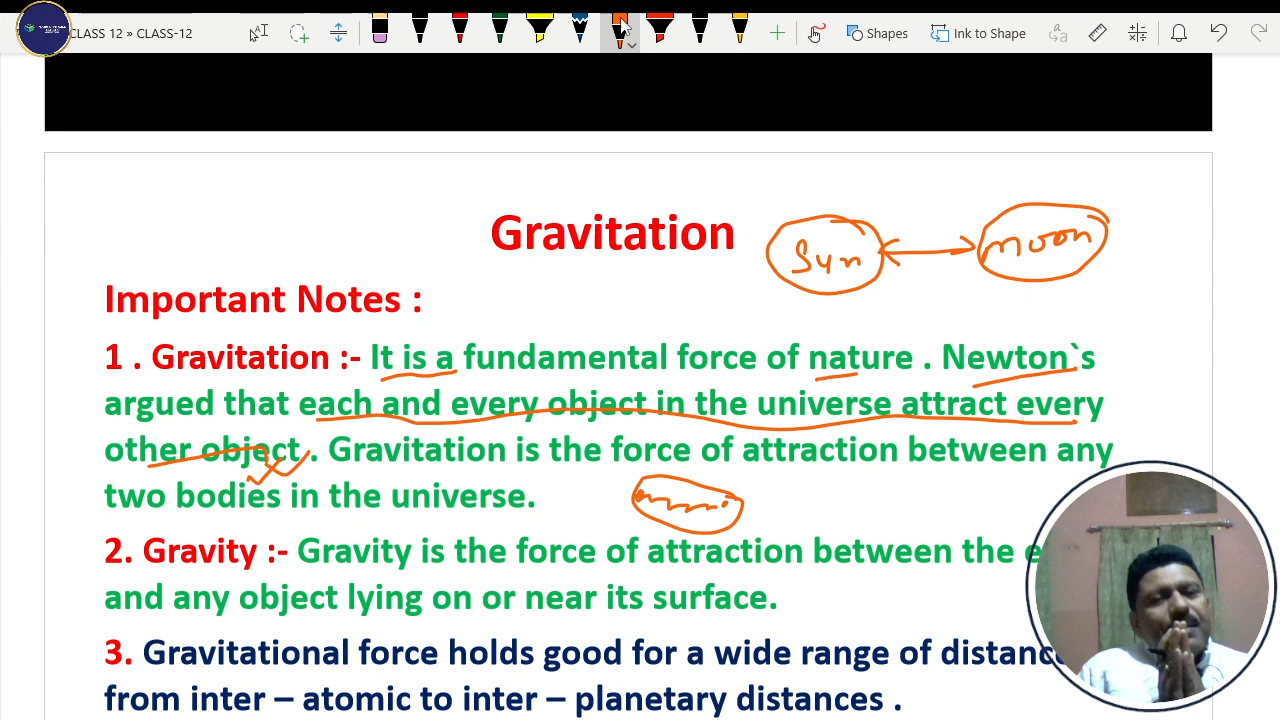 CLASS 12 » CLASS-12
Shapes
Ink to Shape
Gravitation
Sun
moon
Important Notes :
1 . Gravitation :- It is a fundamental force of nature . Newton`s
argued that each and every object in the universe attract every
other object . Gravitation is the force of attraction between any
two bodies in the universe.
2. Gravity :- Gravity is the force of attraction between the
and any object lying on or near its surface.
3. Gravitational force holds good for a wide range of
from inter – atomic to inter – planetary distances .